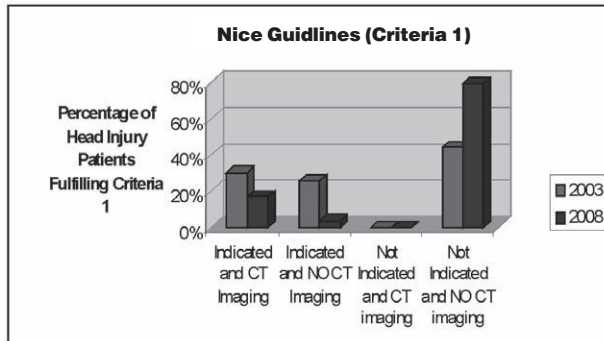 Nice Guidlines (Criteria 1)
Percentage of
Head Injury
Patients
Fulfilling Criteria
1
80%
60%
40%
20%
0%
Indicated
and CT
Imaging
Indicated
and NO CT
Imaging
Not
Indicated
and CT
imaging
Not
Indicated
and NO CT
imaging
2003
2008